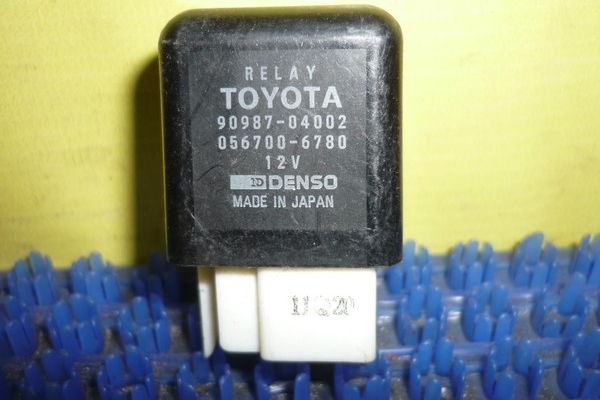 RELAY
TOYOTA
90987-04002
056700-6780
12V
DENSO
MADE IN JAPAN